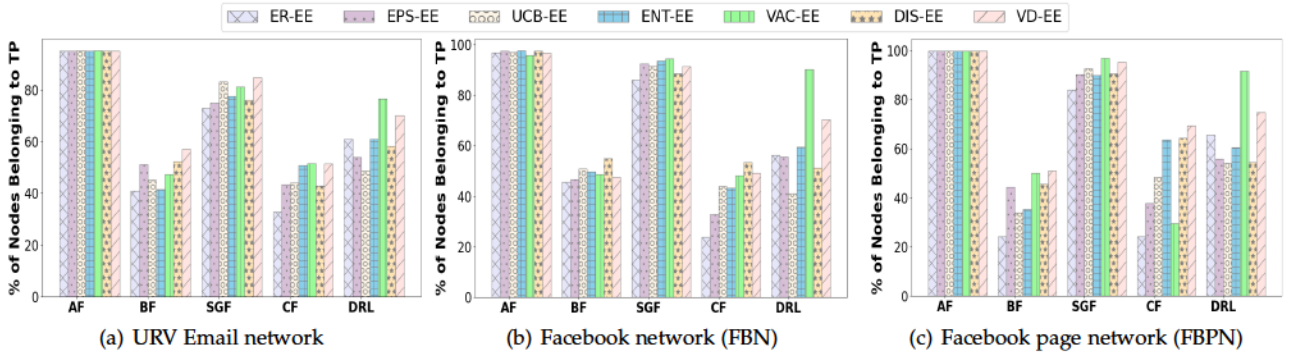 ER-EE EPS-EE UCB-EE ENT-EE VAC-EE DIS-EE VD-EE
% of Nodes Belonging to TP
80
60
40
20
0
AF BF SGF CF DRL
(a) URV Email network
% of Nodes Belonging to TP
100
80
60
40
20
0
AF BF SGF CF DRL
(b) Facebook network (FBN)
% of Nodes Belonging to TP
100
80
60
40
20
0
AF BF SGF CF DRL
(c) Facebook page network (FBPN)